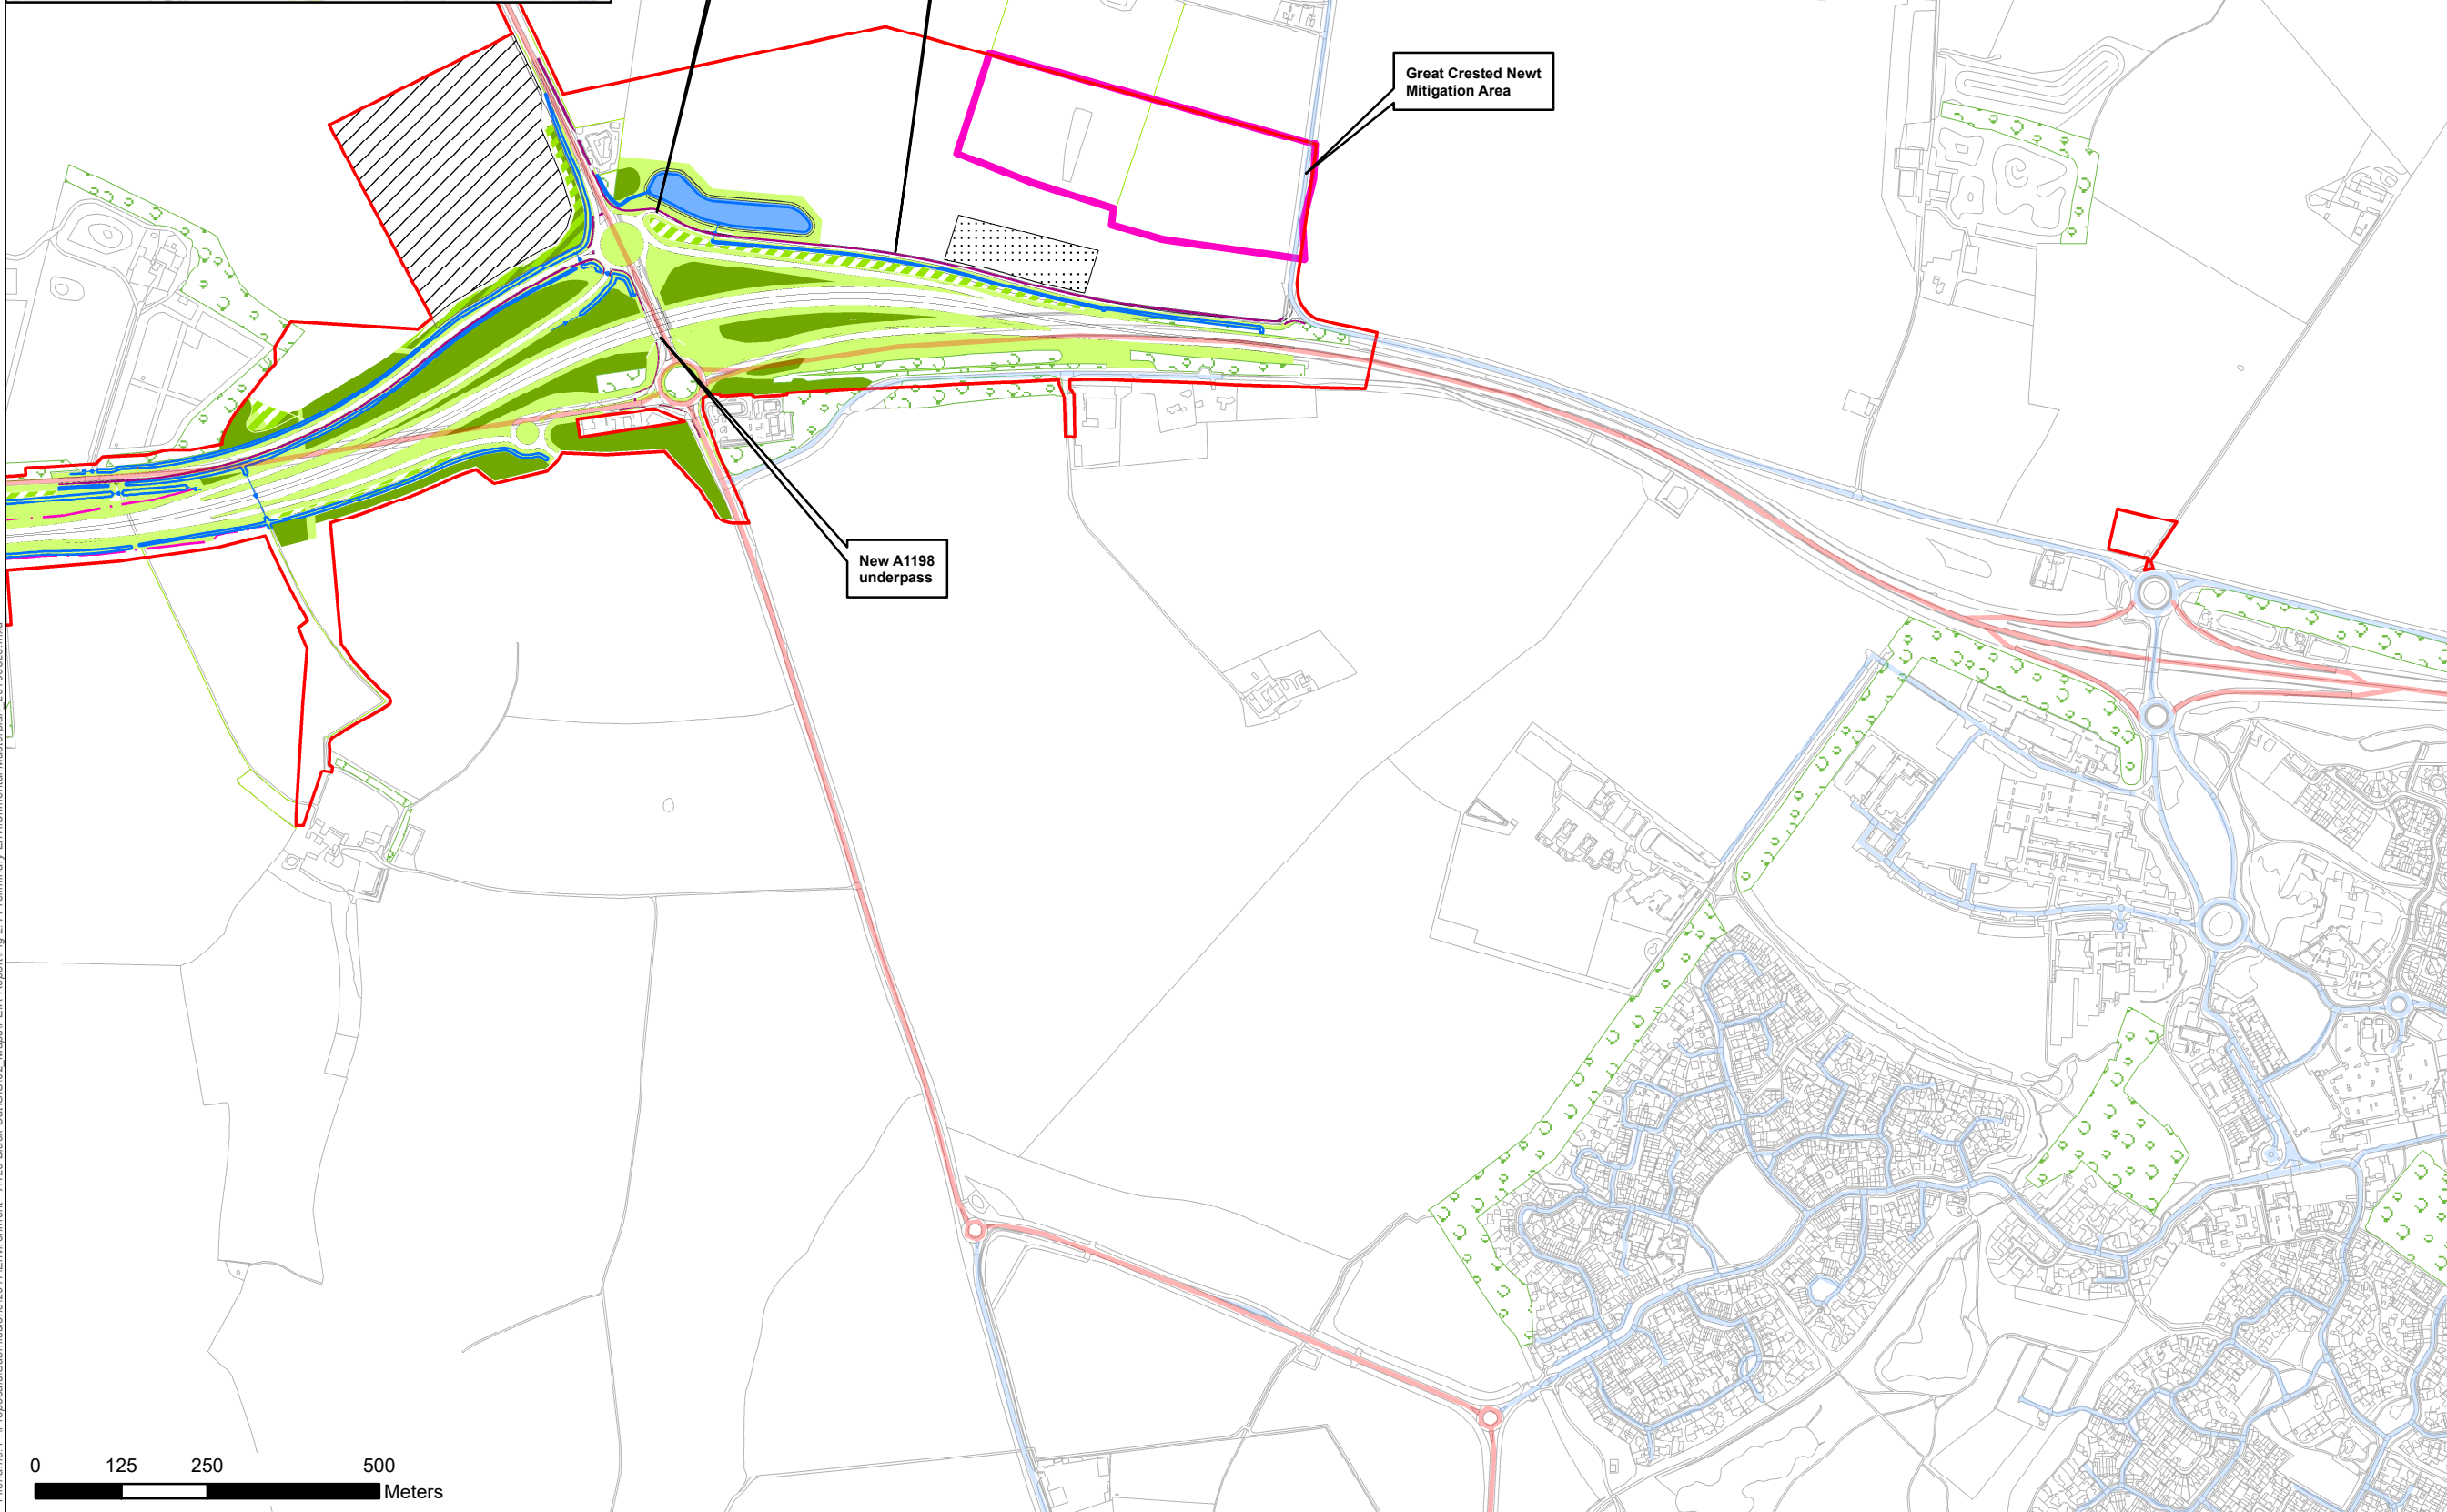 Great Crested Newt
Mitigation Area
New A1198
underpass
0 125 250 500
Meters